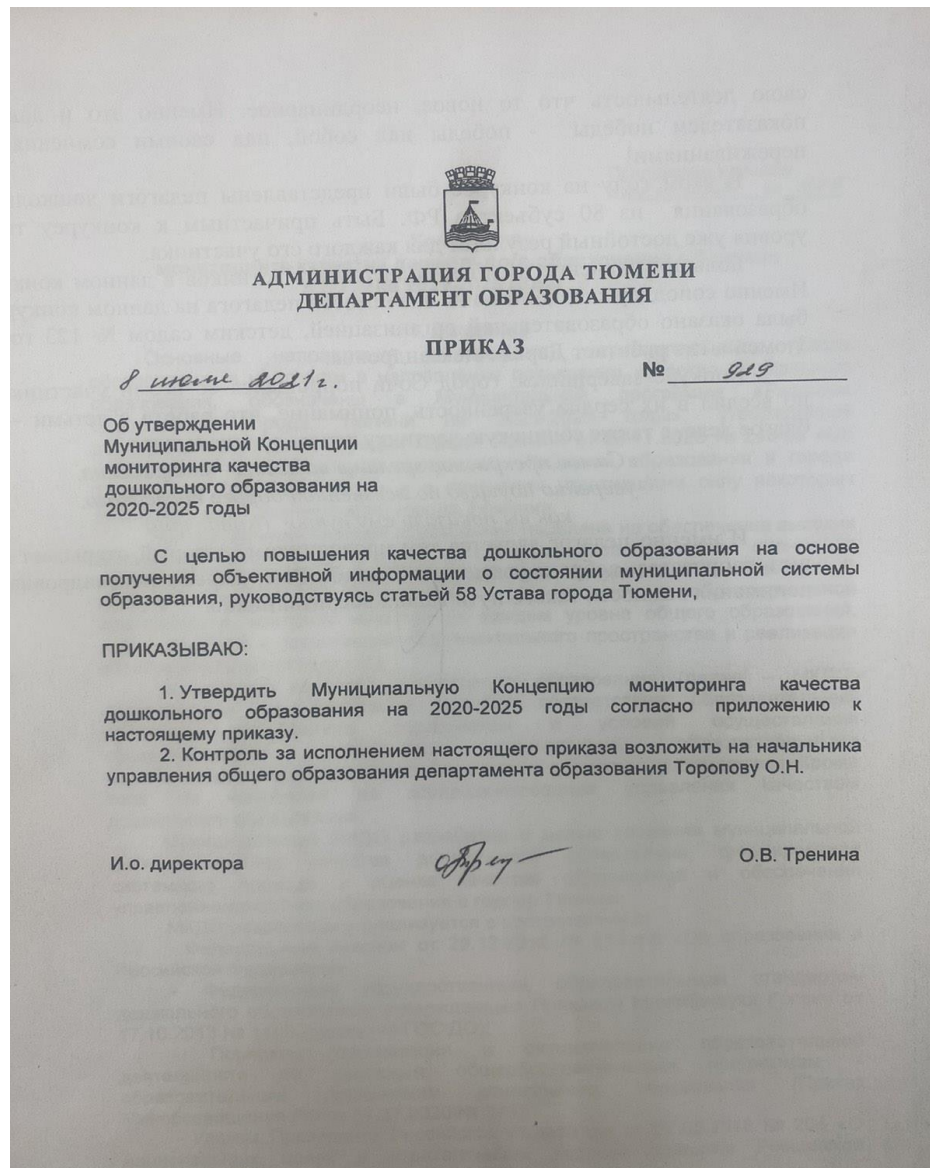 АДМИНИСТРАЦИЯ ГОРОДА ТЮМЕНИ
ДЕПАРТАМЕНТ ОБРАЗОВАНИЯ
ПРИКАЗ
8 июля 2021 г. № 929
Об утверждении
Муниципальной Концепции
мониторинга качества
дошкольного образования на
2020-2025 годы
С целью повышения качества дошкольного образования на основе
получения объективной информации о состоянии муниципальной системы
образования, руководствуясь статьей 58 Устава города Тюмени,
ПРИКАЗЫВАЮ:
1. Утвердить Муниципальную Концепцию мониторинга качества
дошкольного образования на 2020-2025 годы согласно приложению к
настоящему приказу.
2. Контроль за исполнением настоящего приказа возложить на начальника
управления общего образования департамента образования Торопову О.Н.
И.о. директора О.В. Тренина